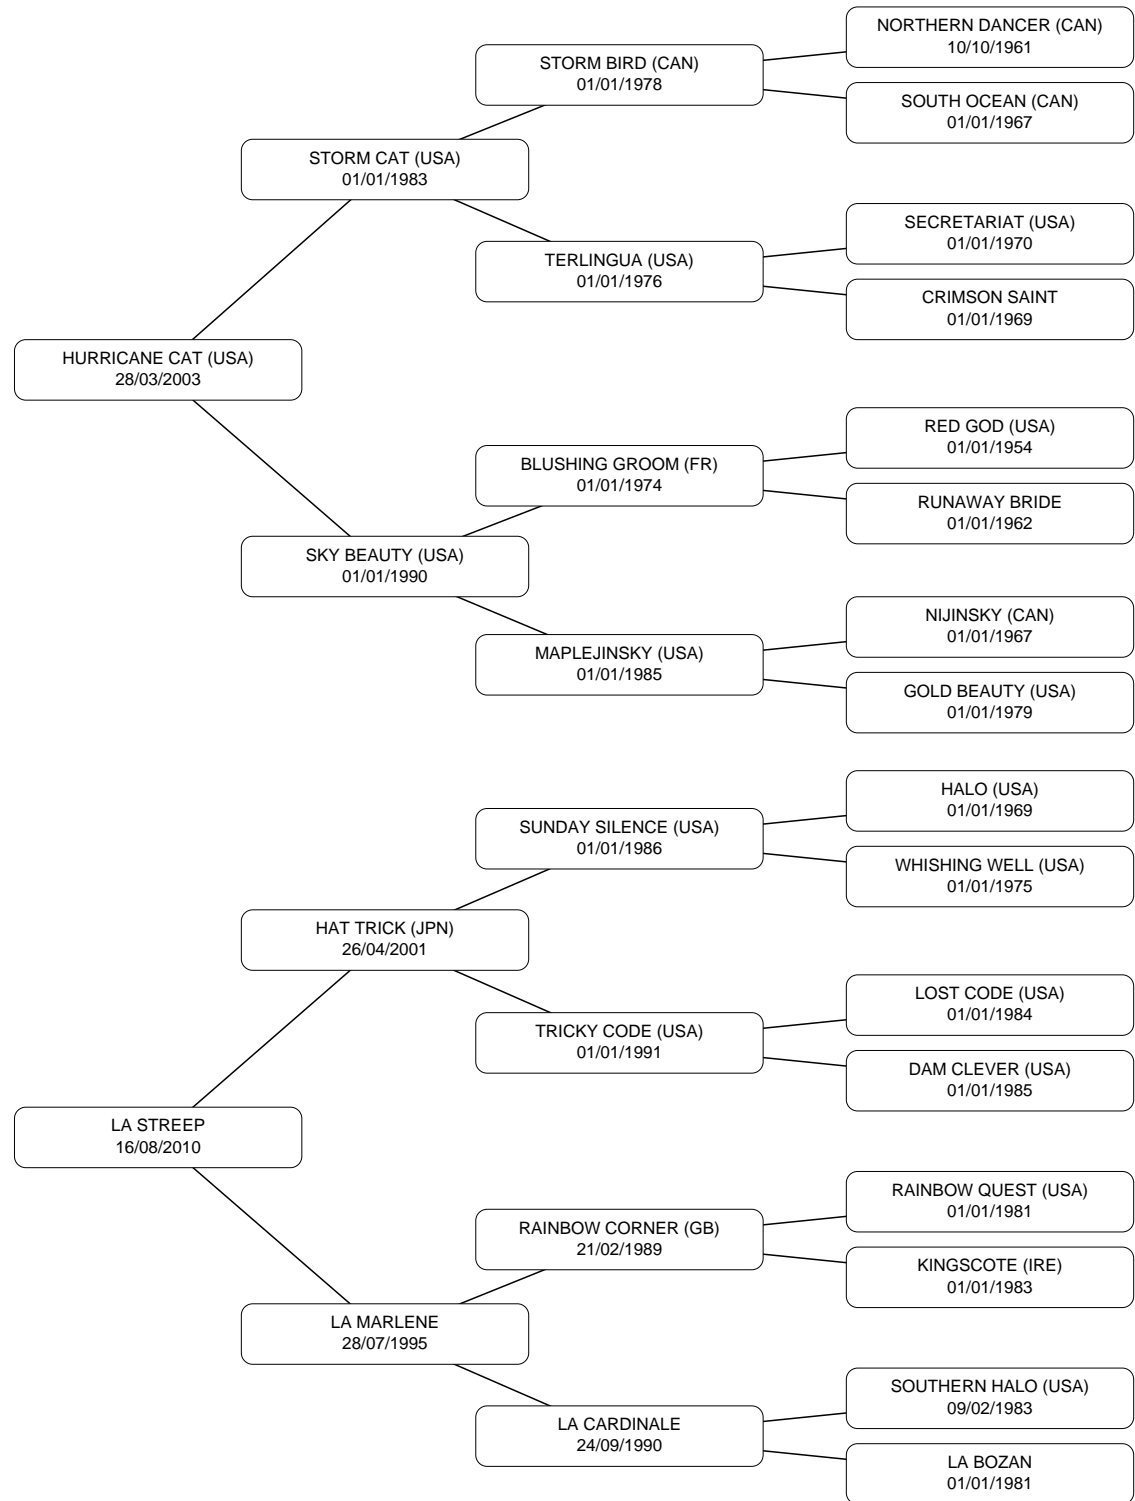 NORTHERN DANCER (CAN)
10/10/1961
STORM BIRD (CAN)
01/01/1978
SOUTH OCEAN (CAN)
01/01/1967
STORM CAT (USA)
01/01/1983
SECRETARIAT (USA)
01/01/1970
TERLINGUA (USA)
01/01/1976
CRIMSON SAINT
01/01/1969
HURRICANE CAT (USA)
28/03/2003
RED GOD (USA)
01/01/1954
BLUSHING GROOM (FR)
01/01/1974
RUNAWAY BRIDE
01/01/1962
SKY BEAUTY (USA)
01/01/1990
NIJINSKY (CAN)
01/01/1967
MAPLEJINSKY (USA)
01/01/1985
GOLD BEAUTY (USA)
01/01/1979
HALO (USA)
01/01/1969
SUNDAY SILENCE (USA)
01/01/1986
WHISHING WELL (USA)
01/01/1975
HAT TRICK (JPN)
26/04/2001
LOST CODE (USA)
01/01/1984
TRICKY CODE (USA)
01/01/1991
DAM CLEVER (USA)
01/01/1985
LA STREEP
16/08/2010
RAINBOW QUEST (USA)
01/01/1981
RAINBOW CORNER (GB)
21/02/1989
KINGSCOTE (IRE)
01/01/1983
LA MARLENE
28/07/1995
SOUTHERN HALO (USA)
09/02/1983
LA CARDINALE
24/09/1990
LA BOZAN
01/01/1981